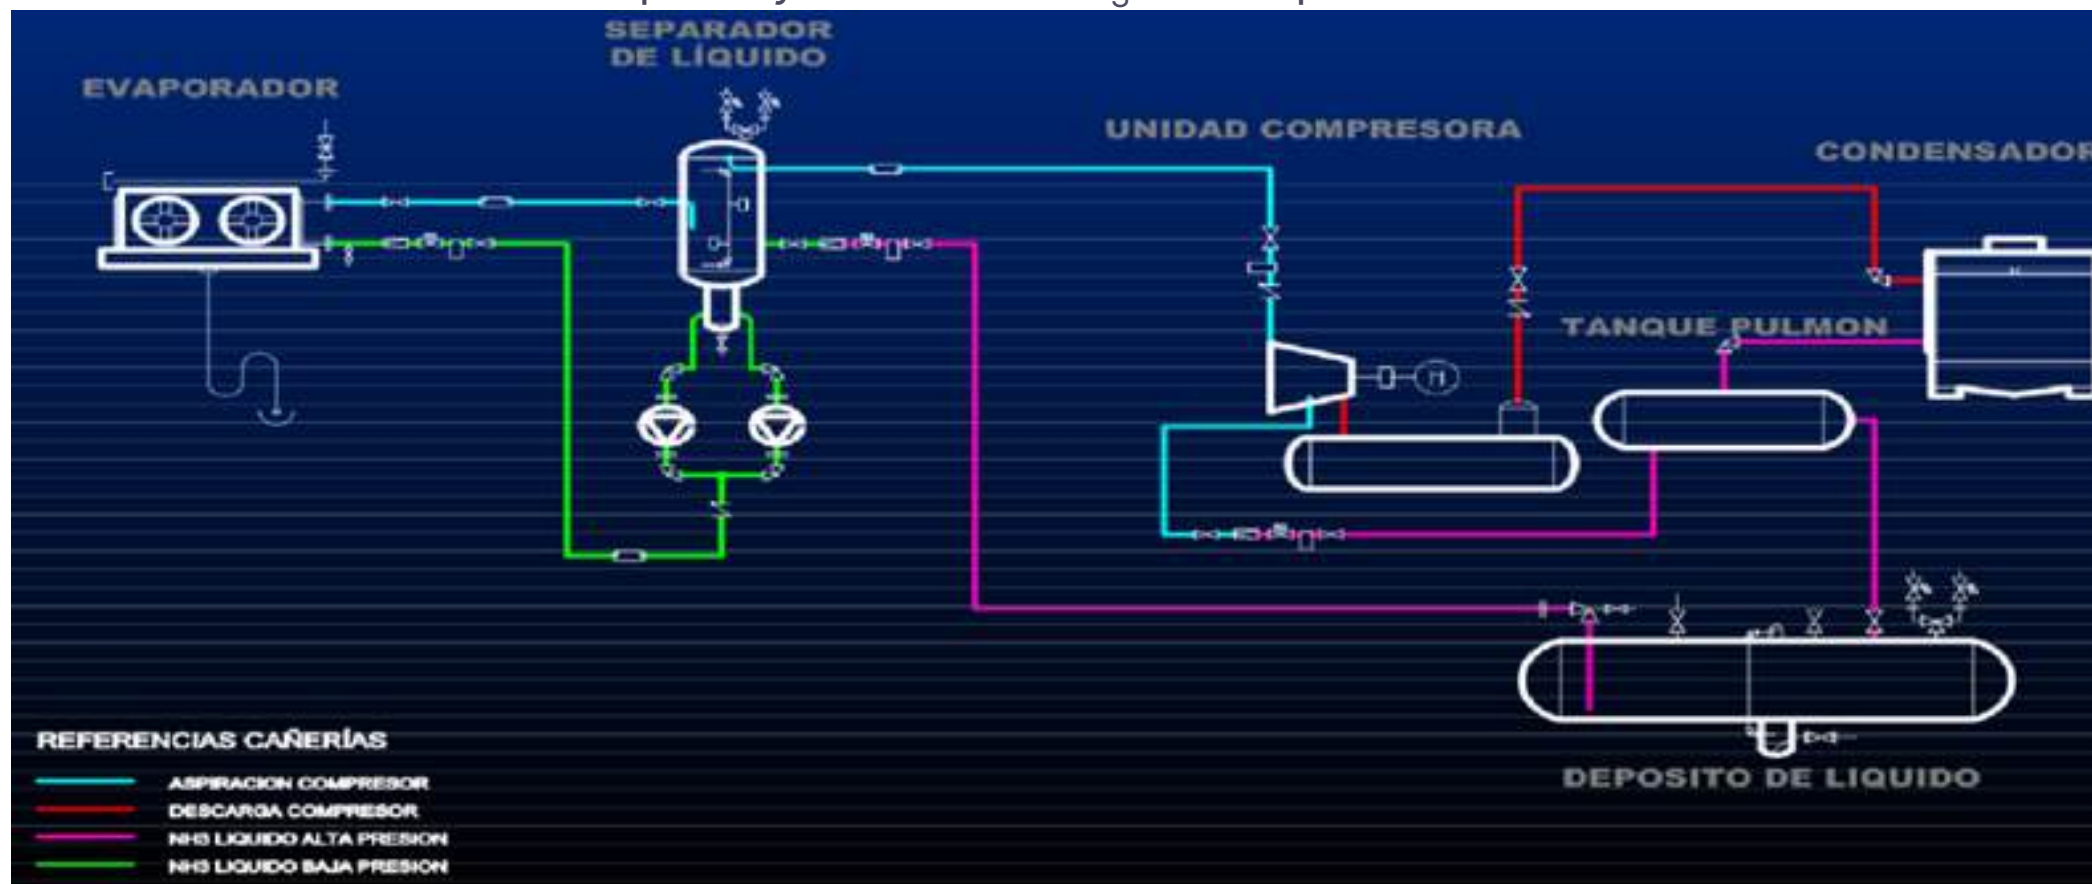 EVAPORADOR
SEPARADOR
DE LÍQUIDO
UNIDAD COMPRESORA
CONDENSADOR
TANQUE PULMON
M
DEPOSITO DE LIQUIDO
REFERENCIAS CAÑERÍAS
ASPIRACION COMPRESOR
DESCARGA COMPRESOR
NH3 LIQUIDO ALTA PRESION
NH3 LIQUIDO BAJA PRESION